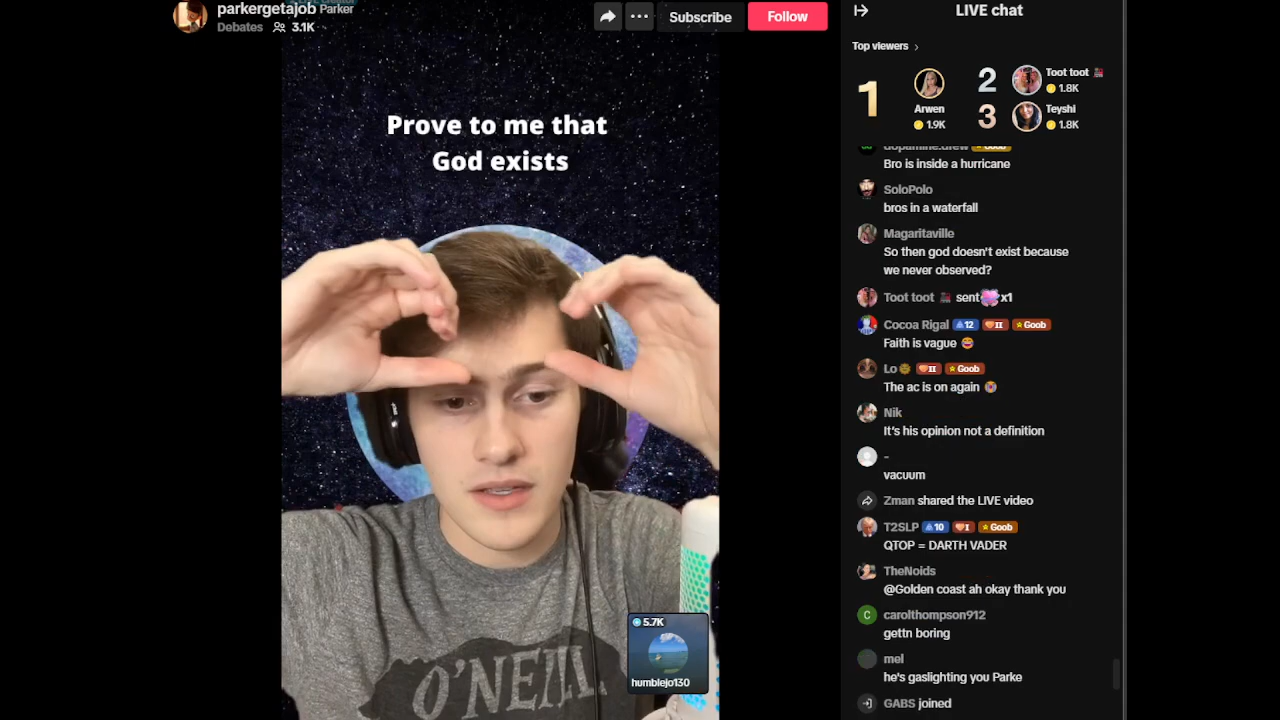 parkergetajob Parker
Debates 3.1K
Subscribe
Follow
Prove to me that
God exists
O'NEILL
5.7K
humblejo130
LIVE chat
Top viewers
1
Arwen
1.9K
2
Toot toot
1.8K
3
Teyshi
1.8K
dopamine.drew Goob
Bro is inside a hurricane
SoloPolo
bros in a waterfall
Magaritaville
So then god doesn't exist because
we never observed?
Toot toot sent x1
Cocoa Rigal 12 II Goob
Faith is vague
Lo II Goob
The ac is on again
Nik
It's his opinion not a definition
-
vacuum
Zman shared the LIVE video
T2SLP 10 I Goob
QTOP = DARTH VADER
TheNoids
@Golden coast ah okay thank you
C carolthompson912
gettn boring
mel
he's gaslighting you Parke
GABS joined